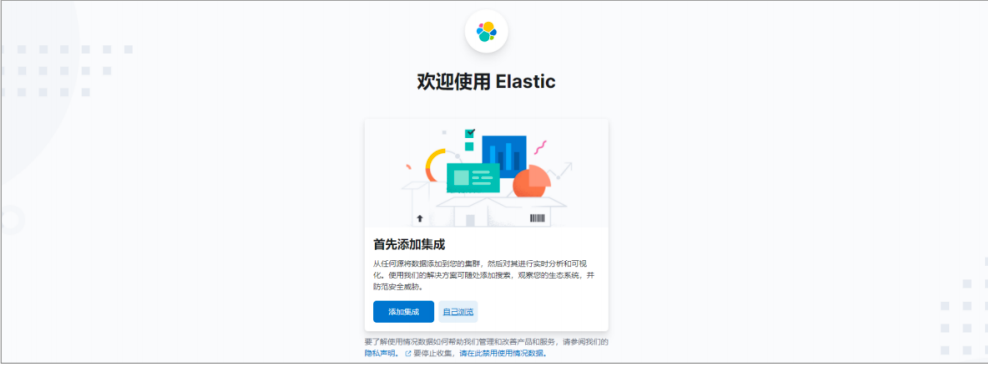 欢迎使用 Elastic
首先添加集成
从任何源将数据添加到您的集群，然后对其进行实时分析和可视
化。使用我们的解决方案可随处添加搜索，观察您的生态系统，并
防范安全威胁。
添加集成 自己浏览
要了解使用情况数据如何帮助我们管理和改善产品和服务，请参阅我们的
隐私声明。 要停止收集，请在此禁用使用情况数据。